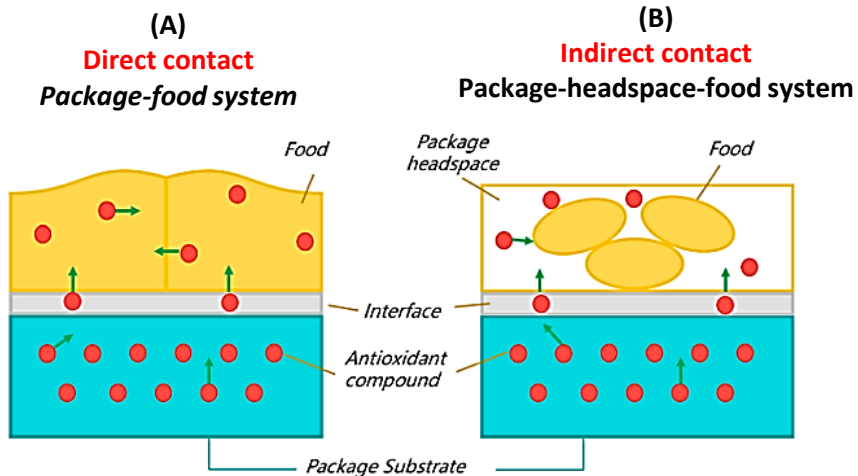 (A)
Direct contact
Package-food system
(B)
Indirect contact
Package-headspace-food system
Food
Package
headspace
Food
Interface
Antioxidant
compound
Package Substrate